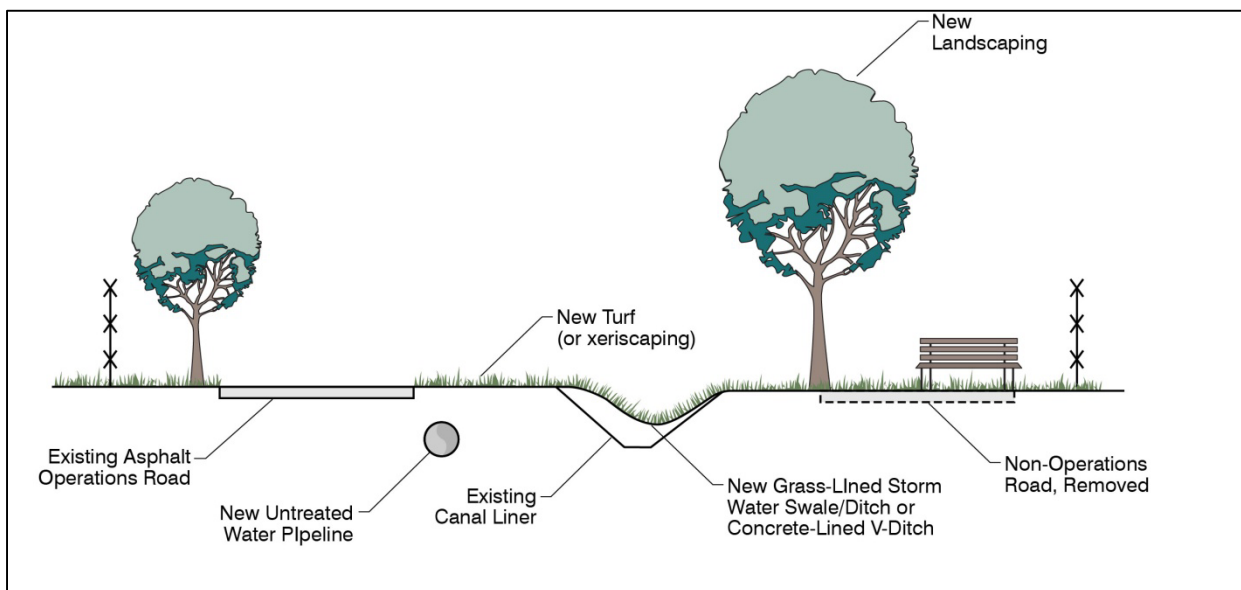 New
Landscaping
New Turf
(or xeriscaping)
Existing Asphalt
Operations Road
New Untreated
Water PIpeline
Existing
Canal Liner
New Grass-LIned Storm
Water Swale/Ditch or
Concrete-Lined V-Ditch
Non-Operations
Road, Removed